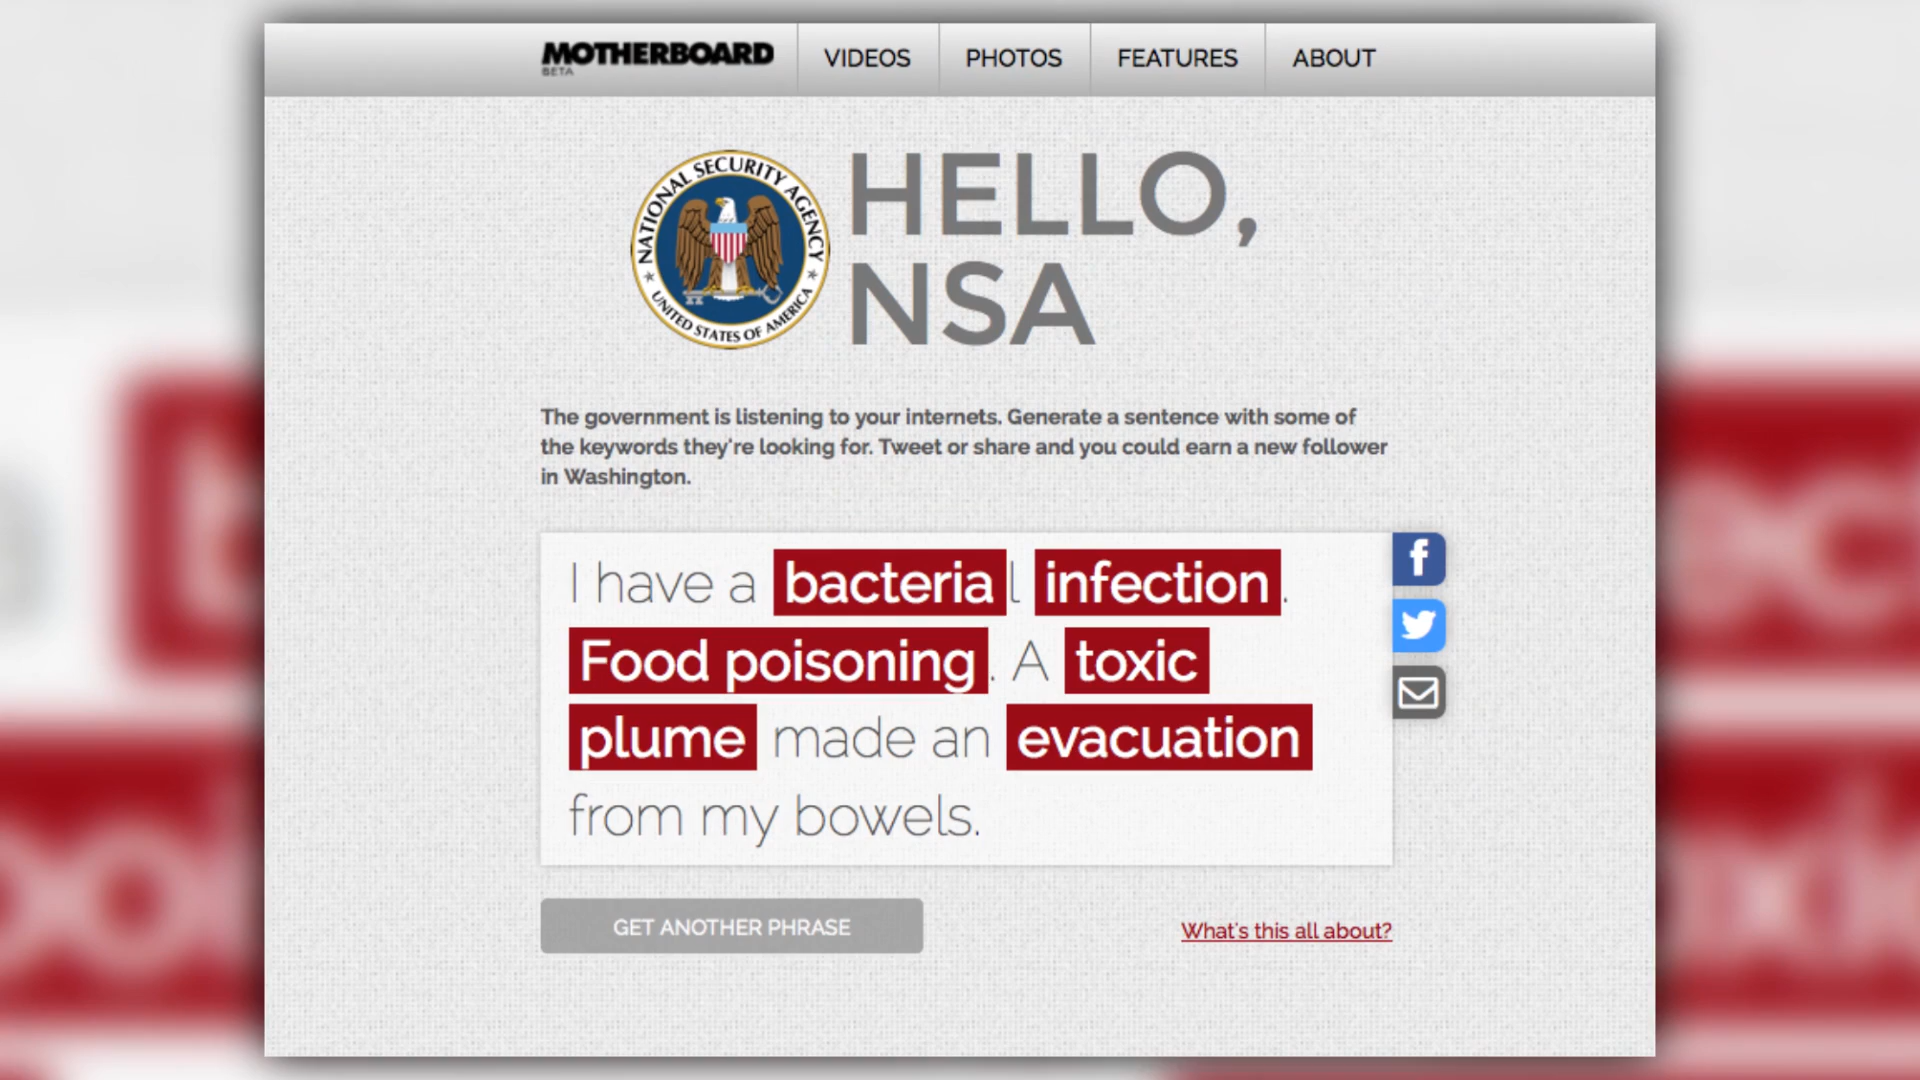 MOTHERBOARD
BETA
VIDEOS
PHOTOS
FEATURES
ABOUT
NATIONAL SECURITY AGENCY
UNITED STATES OF AMERICA
HELLO,
NSA
The government is listening to your internets. Generate a sentence with some of
the keywords they're looking for. Tweet or share and you could earn a new follower
in Washington.
I have a bacterial infection.
Food poisoning. A toxic
plume made an evacuation
from my bowels.
GET ANOTHER PHRASE
What's this all about?